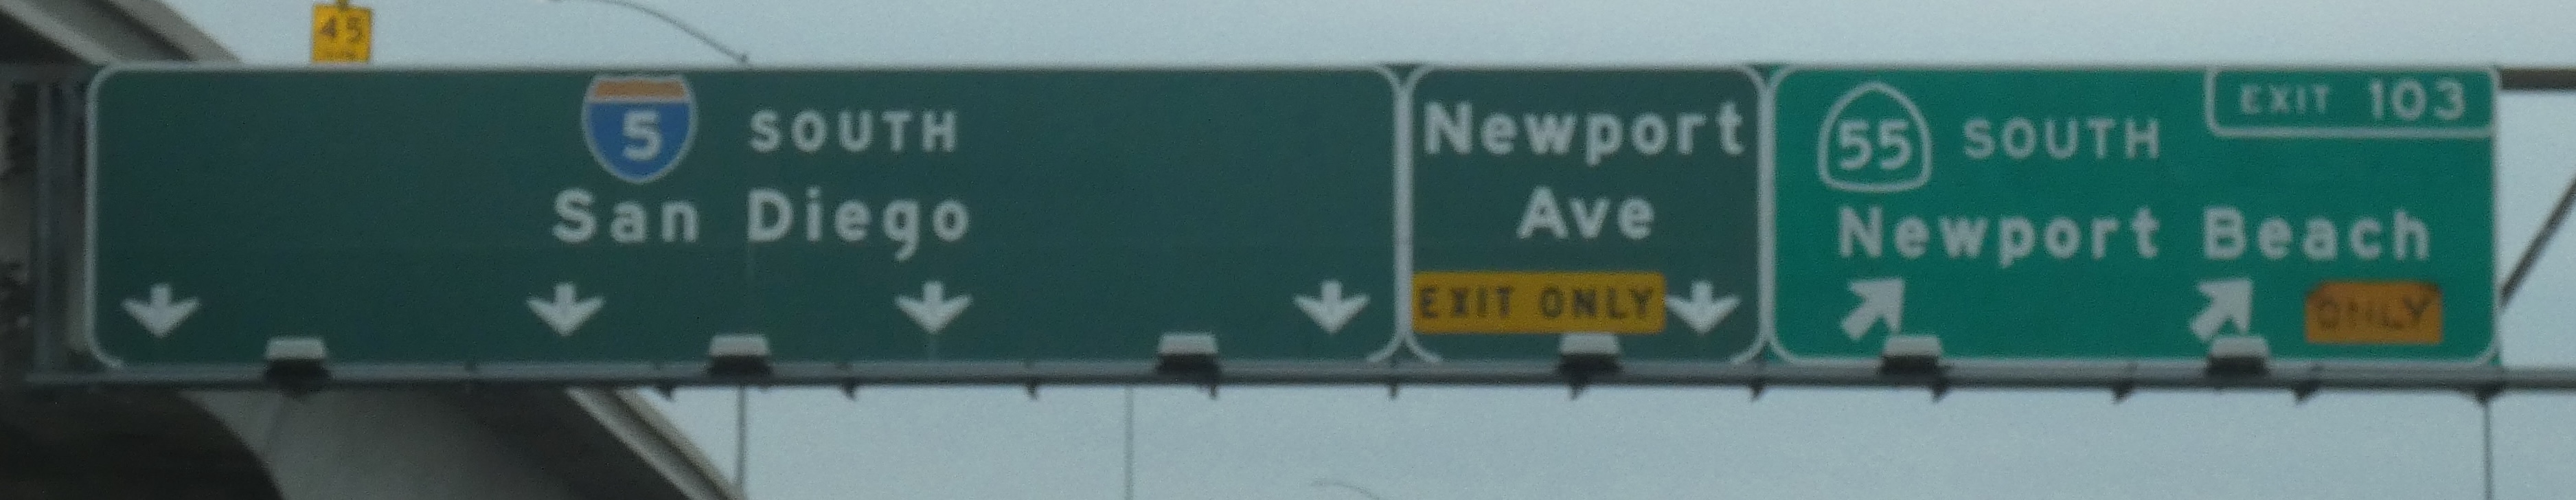 45
5 SOUTH
San Diego
Newport
Ave
EXIT ONLY
EXIT 103
55 SOUTH
Newport Beach
ONLY